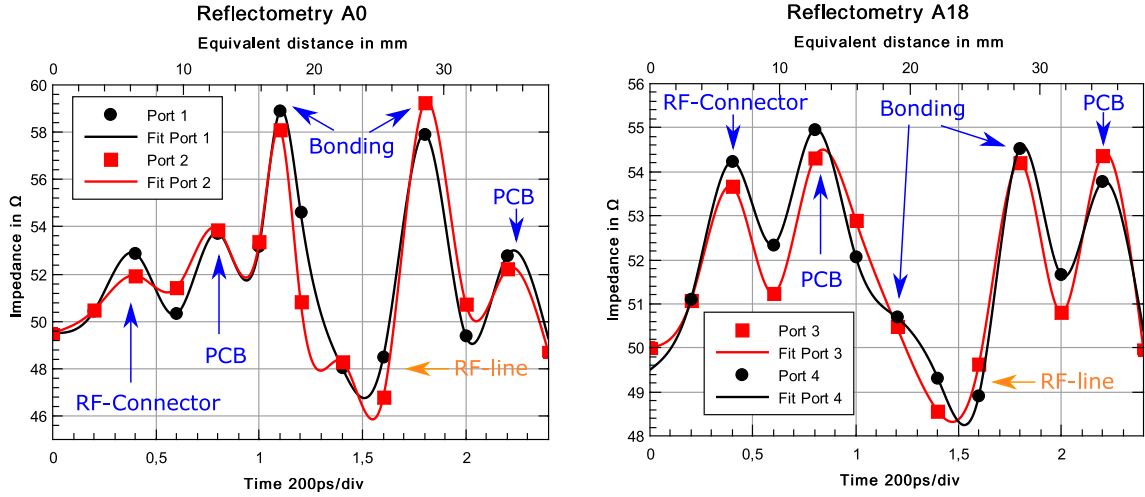 Reflectometry A0
Equivalent distance in mm
0 10 20 30
Impedance in Ω
60
58
56
54
52
50
48
46
Port 1
Fit Port 1
Port 2
Fit Port 2
Bonding
PCB
PCB
RF-line
RF-Connector
0 0,5 1 1,5 2
Time 200ps/div
Reflectometry A18
Equivalent distance in mm
0 10 20 30
Impedance in Ω
56
55
54
53
52
51
50
49
48
RF-Connector
Bonding
PCB
PCB
Port 3
Fit Port 3
Port 4
Fit Port 4
RF-line
0 0,5 1 1,5 2
Time 200ps/div